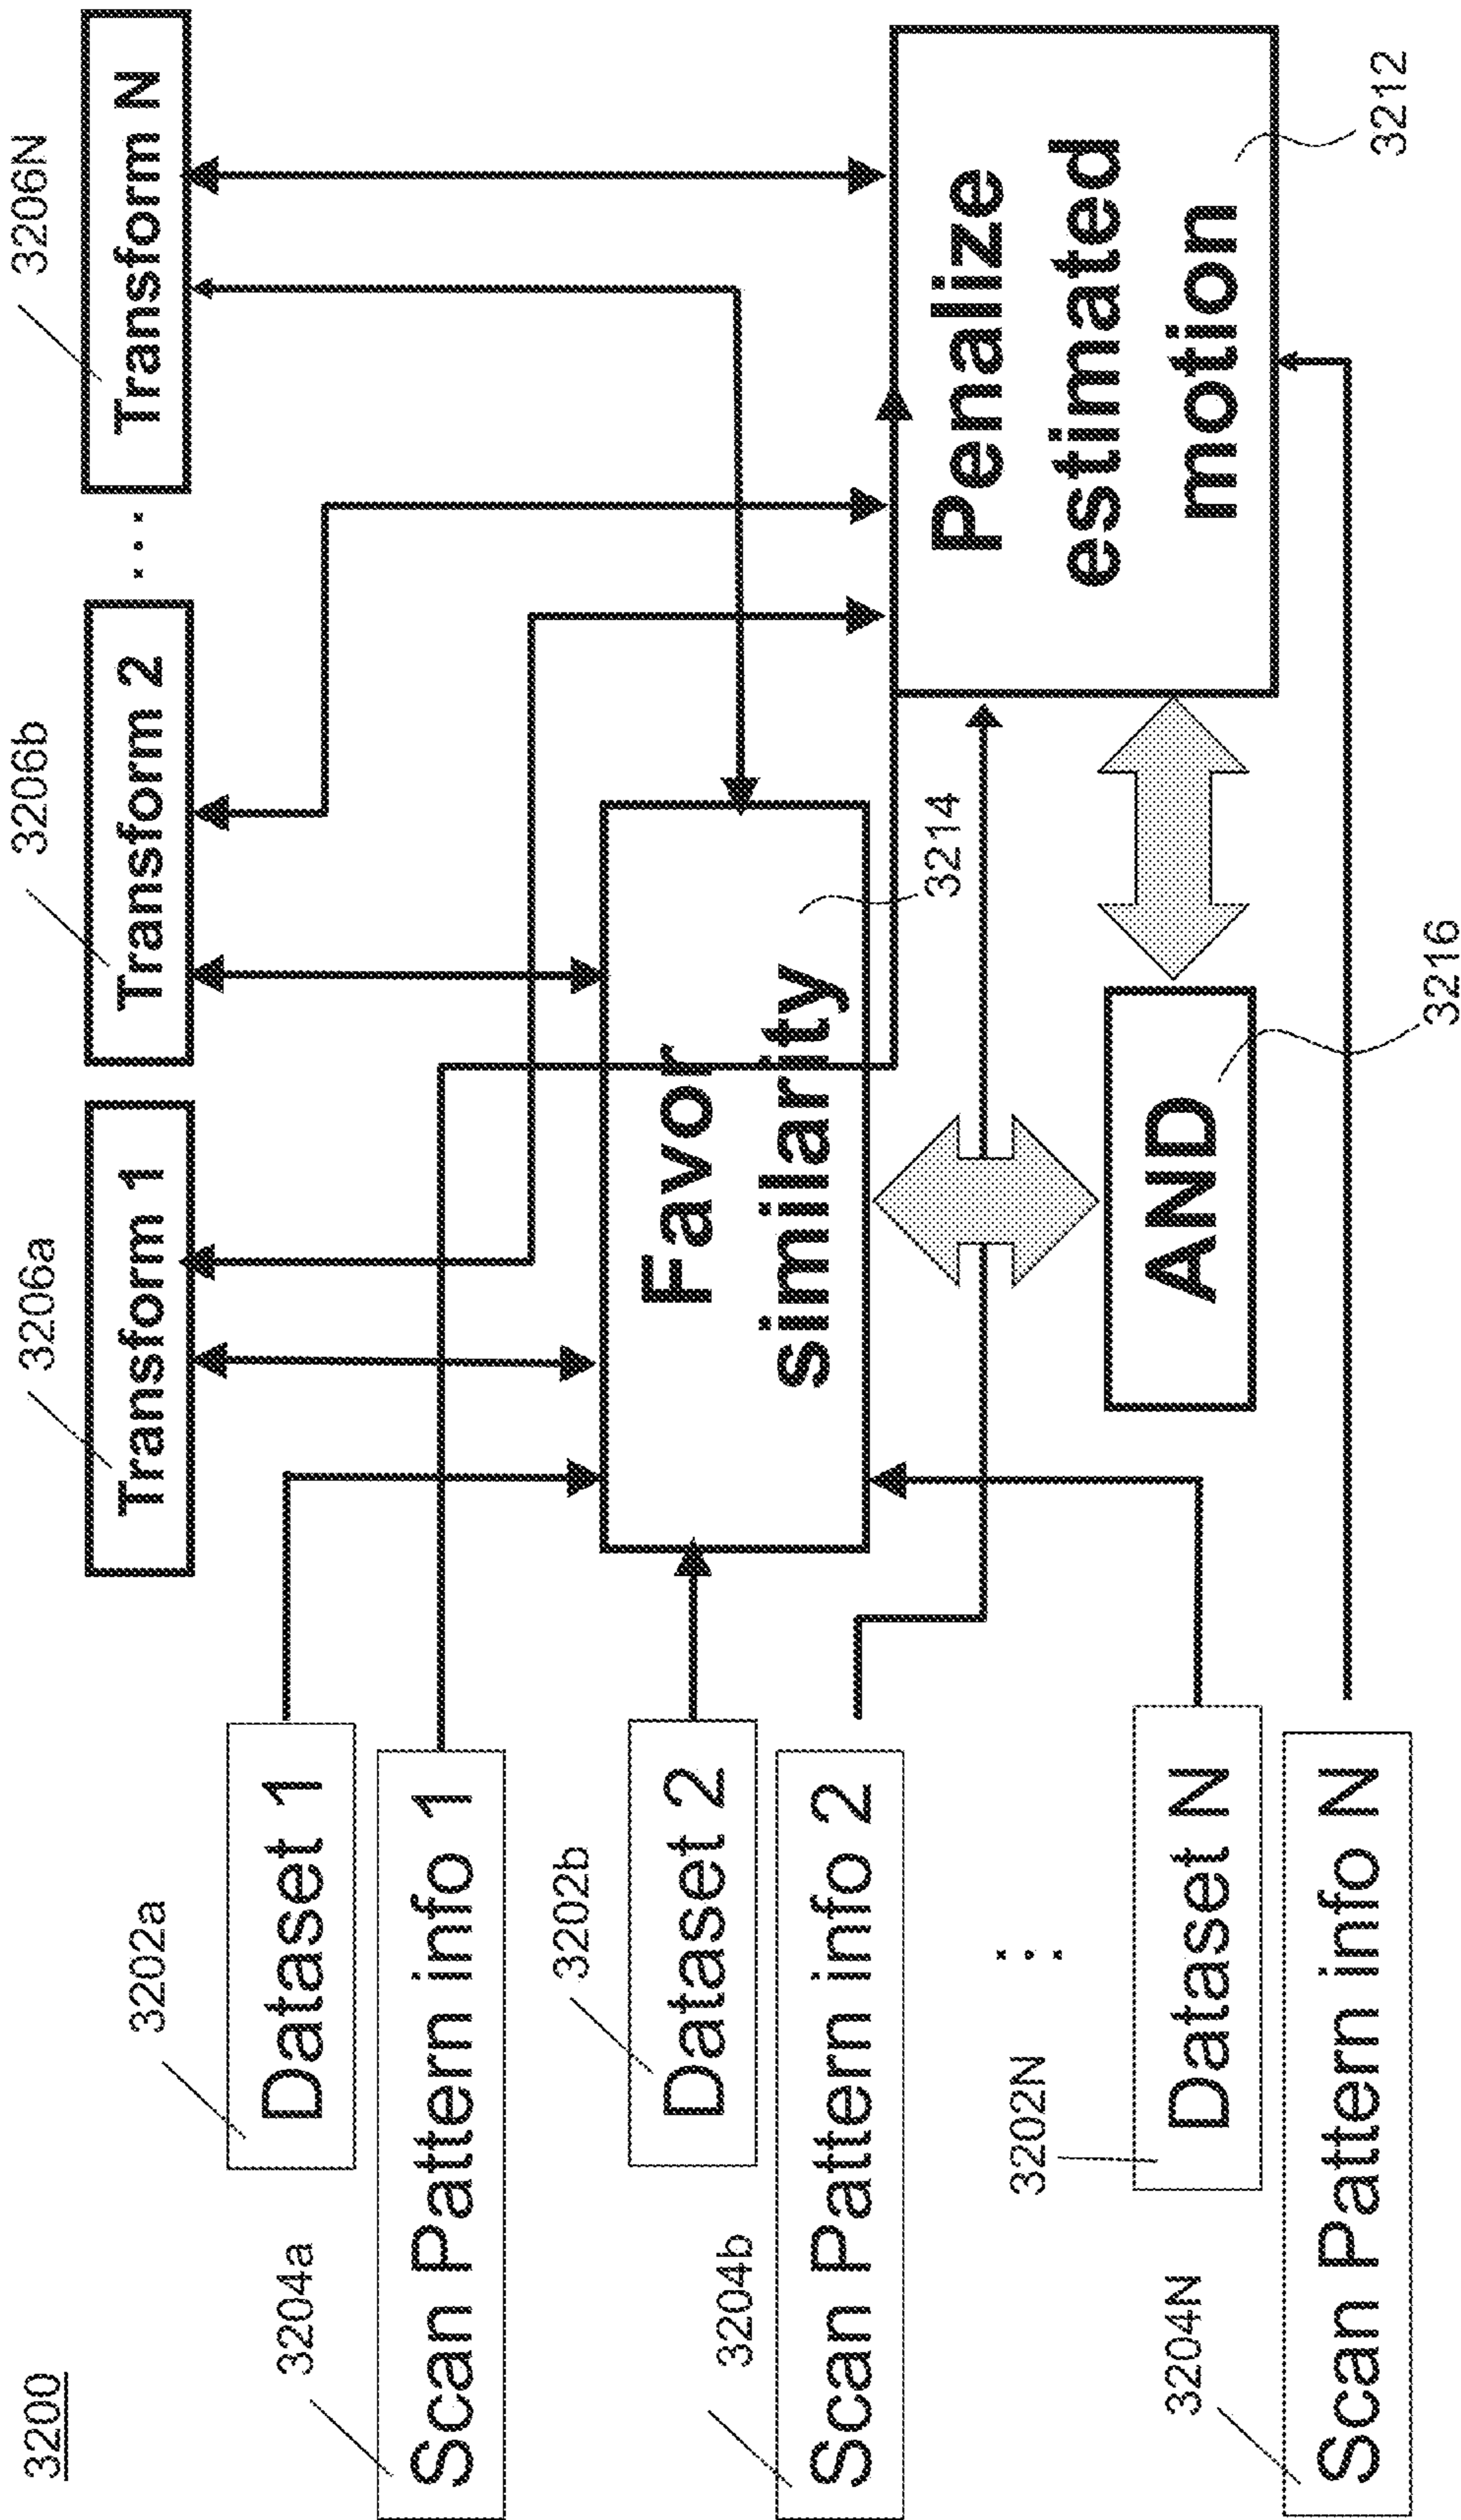 3200
3206a
Transform 1
3206b
Transform 2
...
3206N
Transform N
3202a
Dataset 1
3204a
Scan Pattern info 1
3202b
Dataset 2
3204b
Scan Pattern info 2
...
3202N
Dataset N
3204N
Scan Pattern info N
Favor
similarity
3214
AND
3216
Penalize
estimated
motion
3212